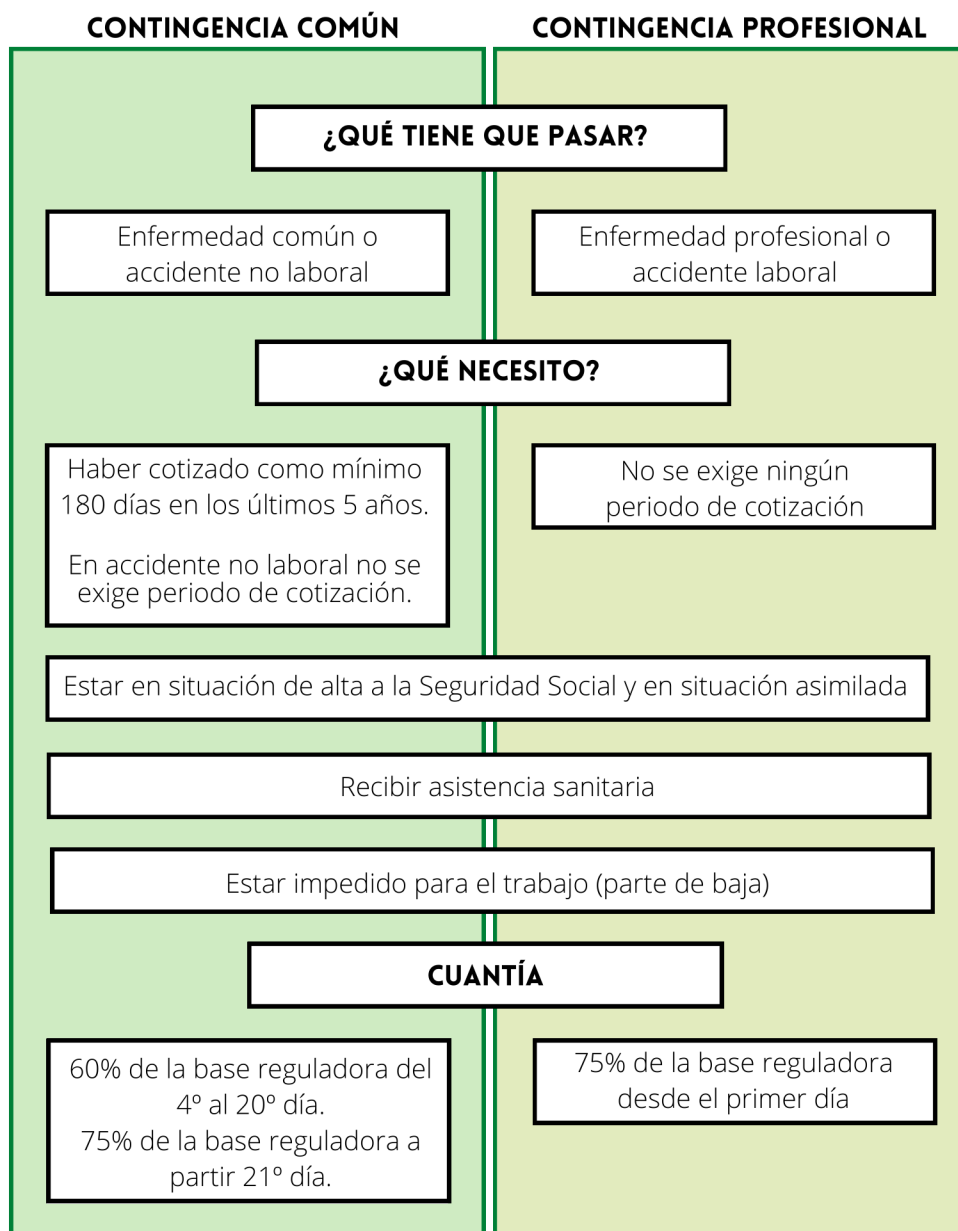 CONTINGENCIA COMÚN
CONTINGENCIA PROFESIONAL
¿QUÉ TIENE QUE PASAR?
Enfermedad común o
accidente no laboral
Enfermedad profesional o
accidente laboral
¿QUÉ NECESITO?
Haber cotizado como mínimo
180 días en los últimos 5 años.
En accidente no laboral no se
exige periodo de cotización.
No se exige ningún
periodo de cotización
Estar en situación de alta a la Seguridad Social y en situación asimilada
Recibir asistencia sanitaria
Estar impedido para el trabajo (parte de baja)
CUANTÍA
60% de la base reguladora del
4º al 20º día.
75% de la base reguladora a
partir 21º día.
75% de la base reguladora
desde el primer día